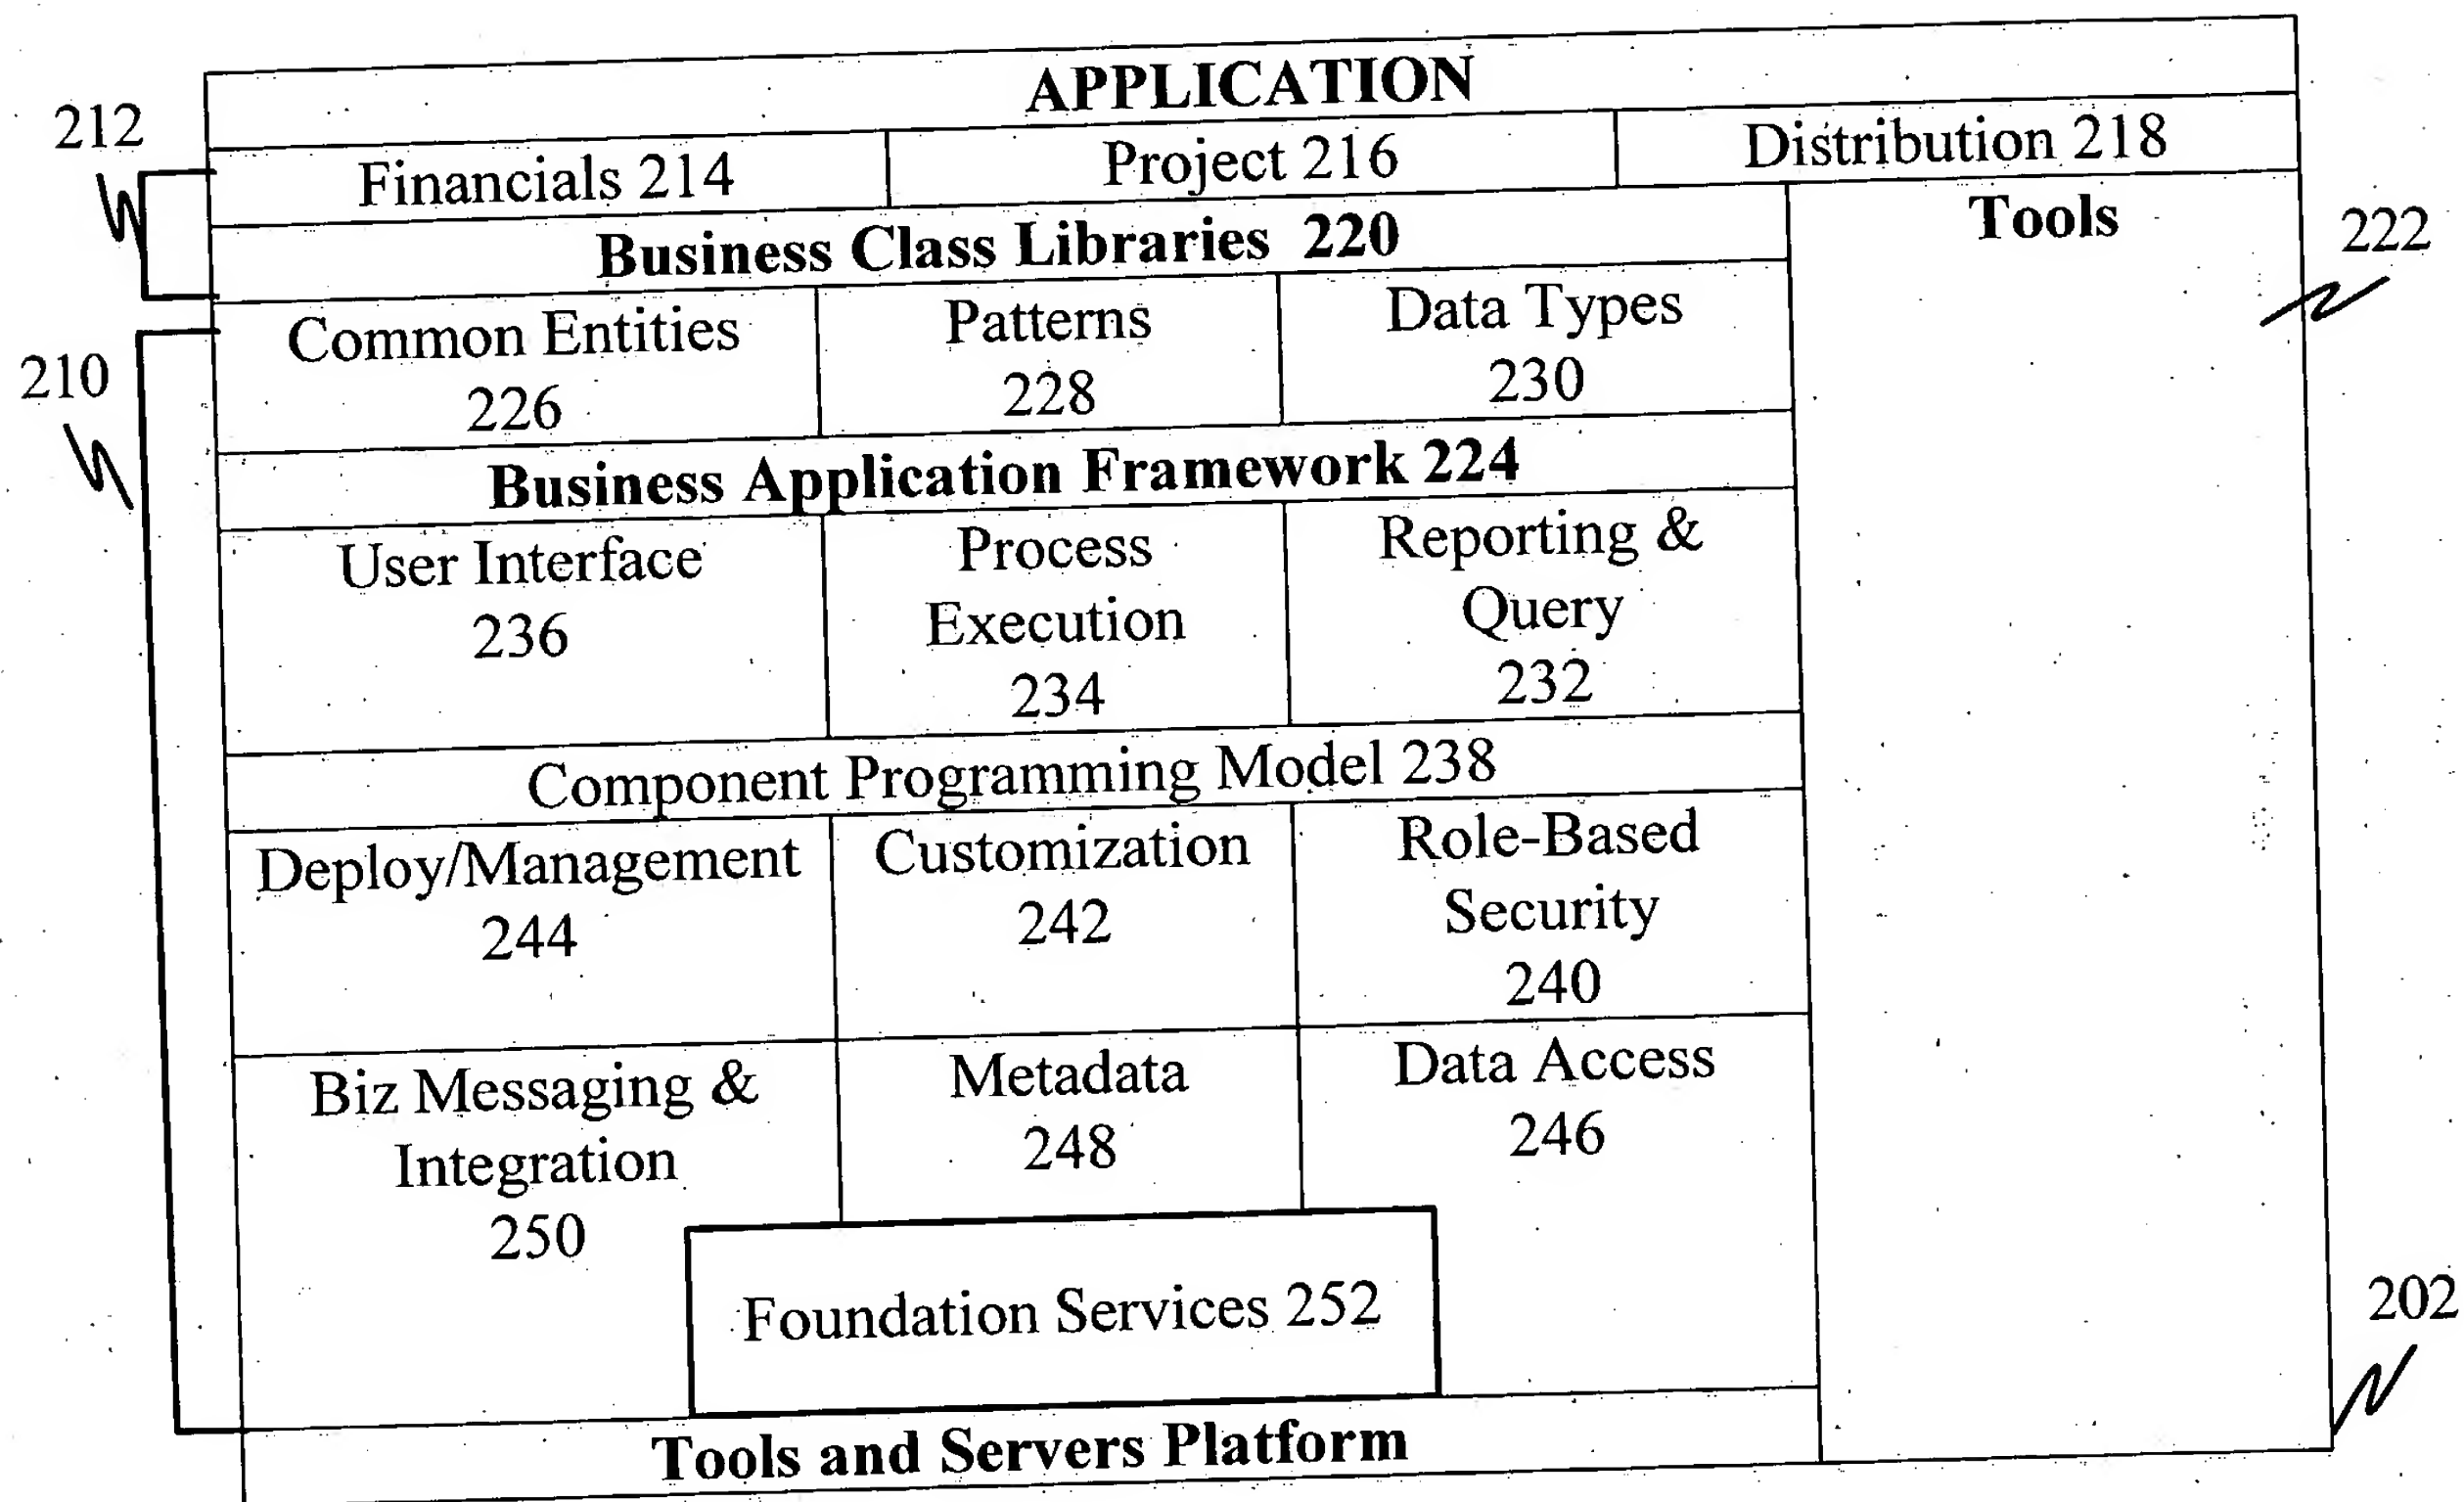 APPLICATION
212
Financials 214
Project 216
Distribution 218
Business Class Libraries 220
Tools
222
Common Entities
226
Patterns
228
Data Types
230
210
Business Application Framework 224
User Interface
236
Process
Execution
234
Reporting &
Query
232
Component Programming Model 238
Deploy/Management
244
Customization
242
Role-Based
Security
240
Biz Messaging &
Integration
250
Metadata
248
Data Access
246
Foundation Services 252
202
Tools and Servers Platform